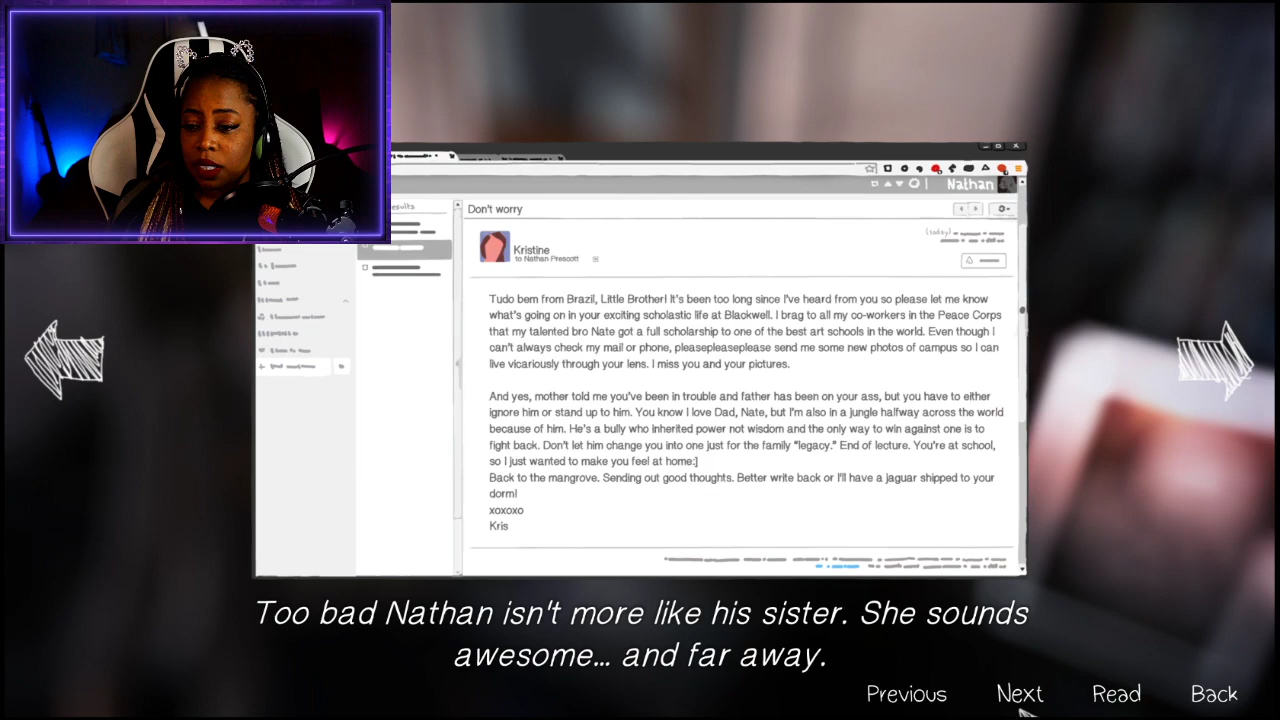 Nathan
Don't worry
Kristine
to Nathan Prescott
(today)
Tudo bem from Brazil, Little Brother! It's been too long since I've heard from you so please let me know
what's going on in your exciting scholastic life at Blackwell. I brag to all my co-workers in the Peace Corps
that my talented bro Nate got a full scholarship to one of the best art schools in the world. Even though I
can't always check my mail or phone, pleasepleaseplease send me some new photos of campus so I can
live vicariously through your lens. I miss you and your pictures.
And yes, mother told me you've been in trouble and father has been on your ass, but you have to either
ignore him or stand up to him. You know I love Dad, Nate, but I'm also in a jungle halfway across the world
because of him. He's a bully who inherited power not wisdom and the only way to win against one is to
fight back. Don't let him change you into one just for the family "legacy." End of lecture. You're at school,
so I just wanted to make you feel at home:]
Back to the mangrove. Sending out good thoughts. Better write back or I'll have a jaguar shipped to your
dorm!
xoxoxo
Kris
Too bad Nathan isn't more like his sister. She sounds
awesome... and far away.
Previous Next Read Back